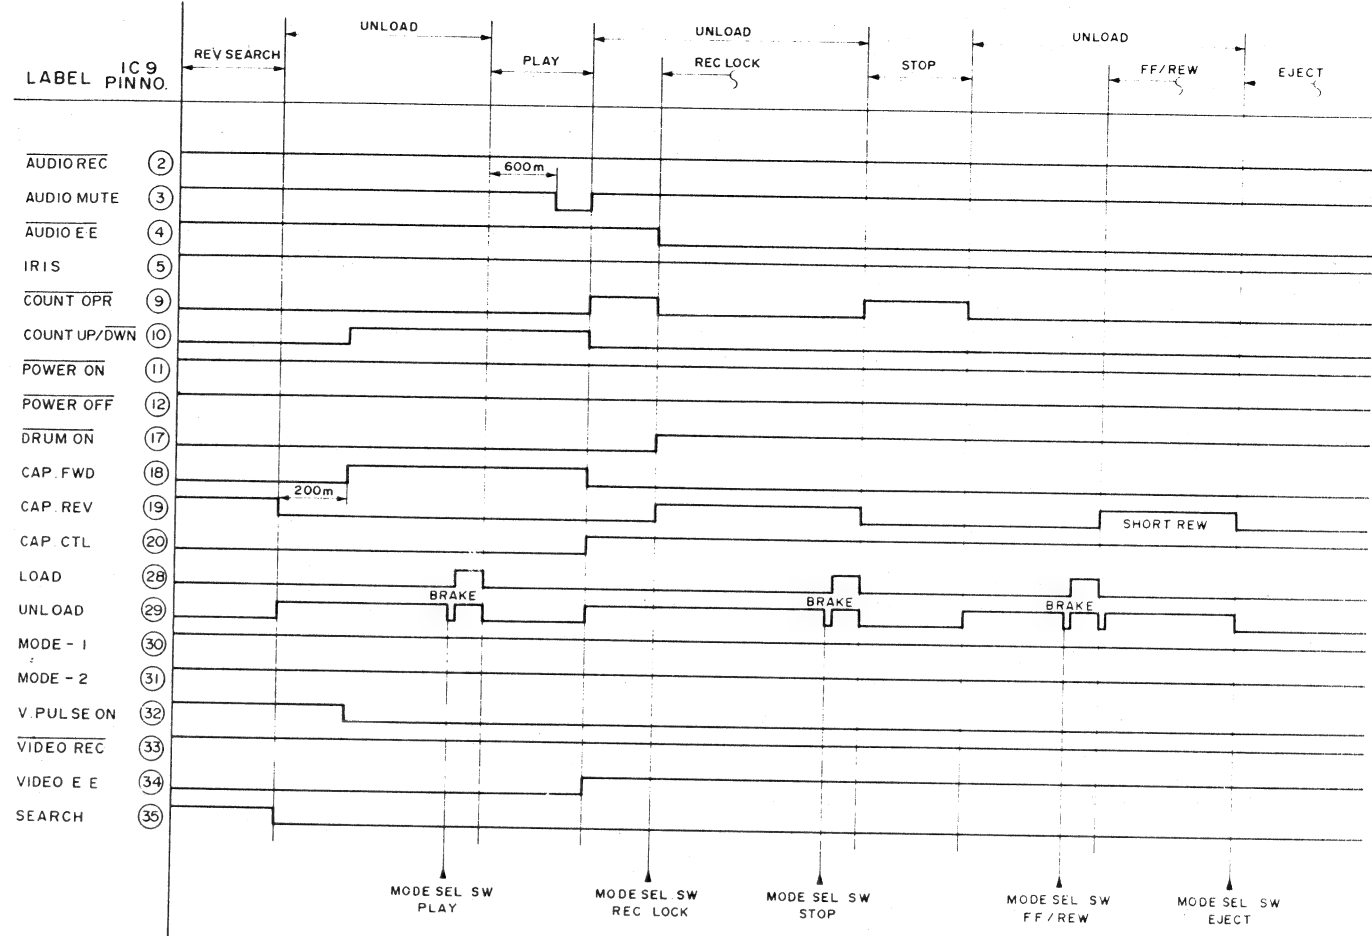 UNLOAD UNLOAD UNLOAD
REV SEARCH PLAY REC LOCK STOP FF/REW EJECT
LABEL IC9 PIN NO.
AUDIO REC 2
600m
AUDIO MUTE 3
AUDIO E·E 4
IRIS 5
COUNT OPR 9
COUNT UP/DWN 10
POWER ON 11
POWER OFF 12
DRUM ON 17
CAP. FWD 18
200m
CAP. REV 19
SHORT REW
CAP. CTL 20
LOAD 28
BRAKE BRAKE BRAKE
UNLOAD 29
MODE - 1 30
MODE - 2 31
V. PULSE ON 32
VIDEO REC 33
VIDEO E E 34
SEARCH 35
MODE SEL SW PLAY
MODE SEL. SW REC LOCK
MODE SEL SW STOP
MODE SEL SW FF/REW
MODE SEL SW EJECT